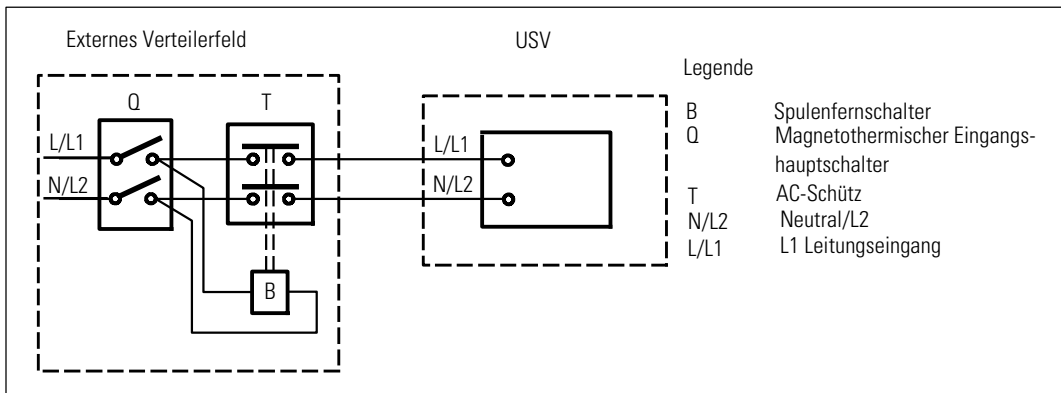 Externes Verteilerfeld
USV
Legende
B Spulenfernschalter
Q Magnetothermischer Eingangs-
hauptschalter
T AC-Schütz
N/L2 Neutral/L2
L/L1 L1 Leitungseingang
Q T
L/L1
N/L2
L/L1
N/L2
B